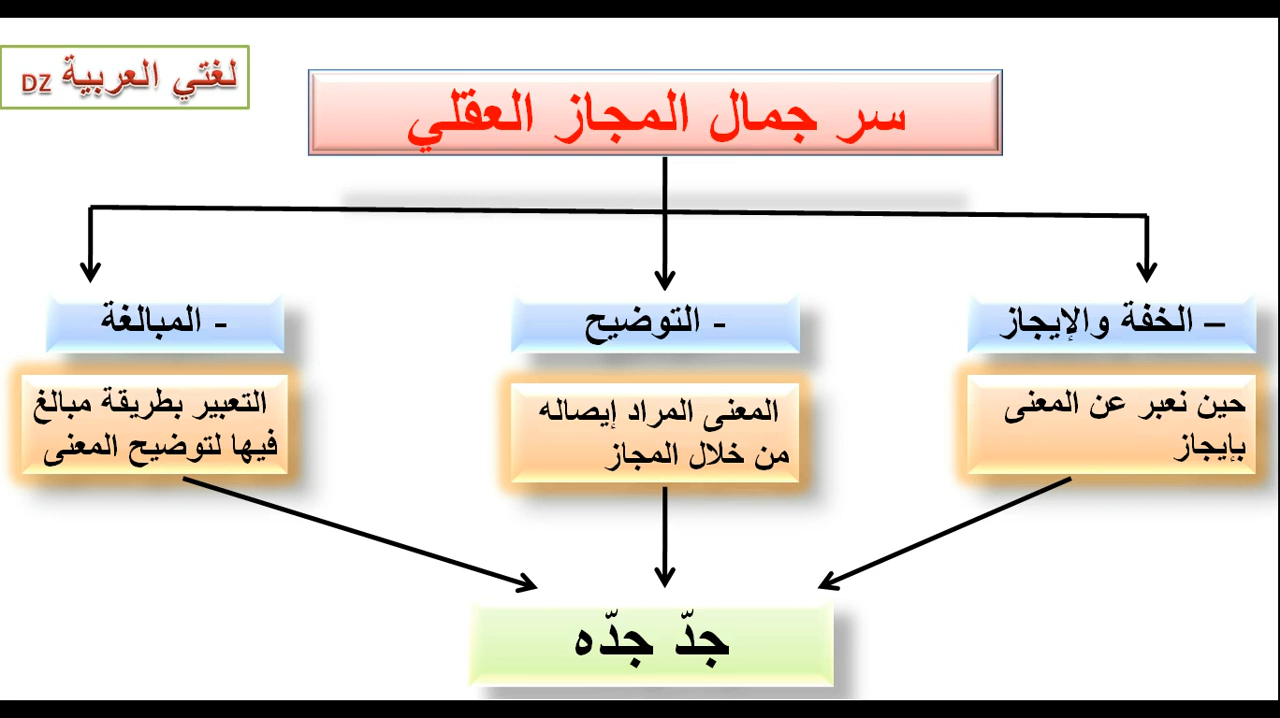 لغتي العربية DZ
سر جمال المجاز العقلي
– الخفة والإيجاز
- التوضيح
- المبالغة
حين نعبر عن المعنى
بإيجاز
المعنى المراد إيصاله
من خلال المجاز
التعبير بطريقة مبالغ
فيها لتوضيح المعنى
جدّ جدّه